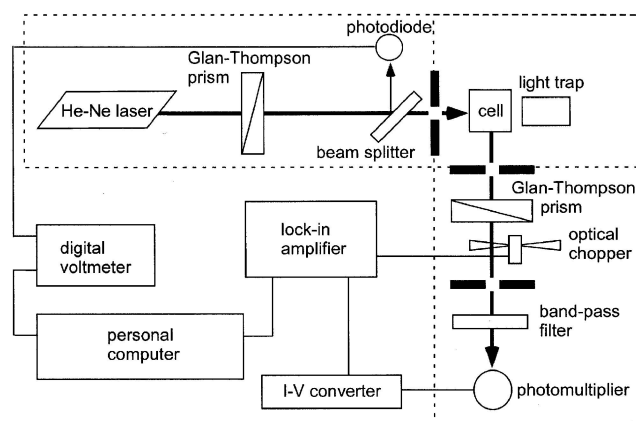 photodiode
Glan-Thompson
prism
He-Ne laser
beam splitter
cell
light trap
Glan-Thompson
prism
optical
chopper
lock-in
amplifier
digital
voltmeter
personal
computer
band-pass
filter
I-V converter
photomultiplier